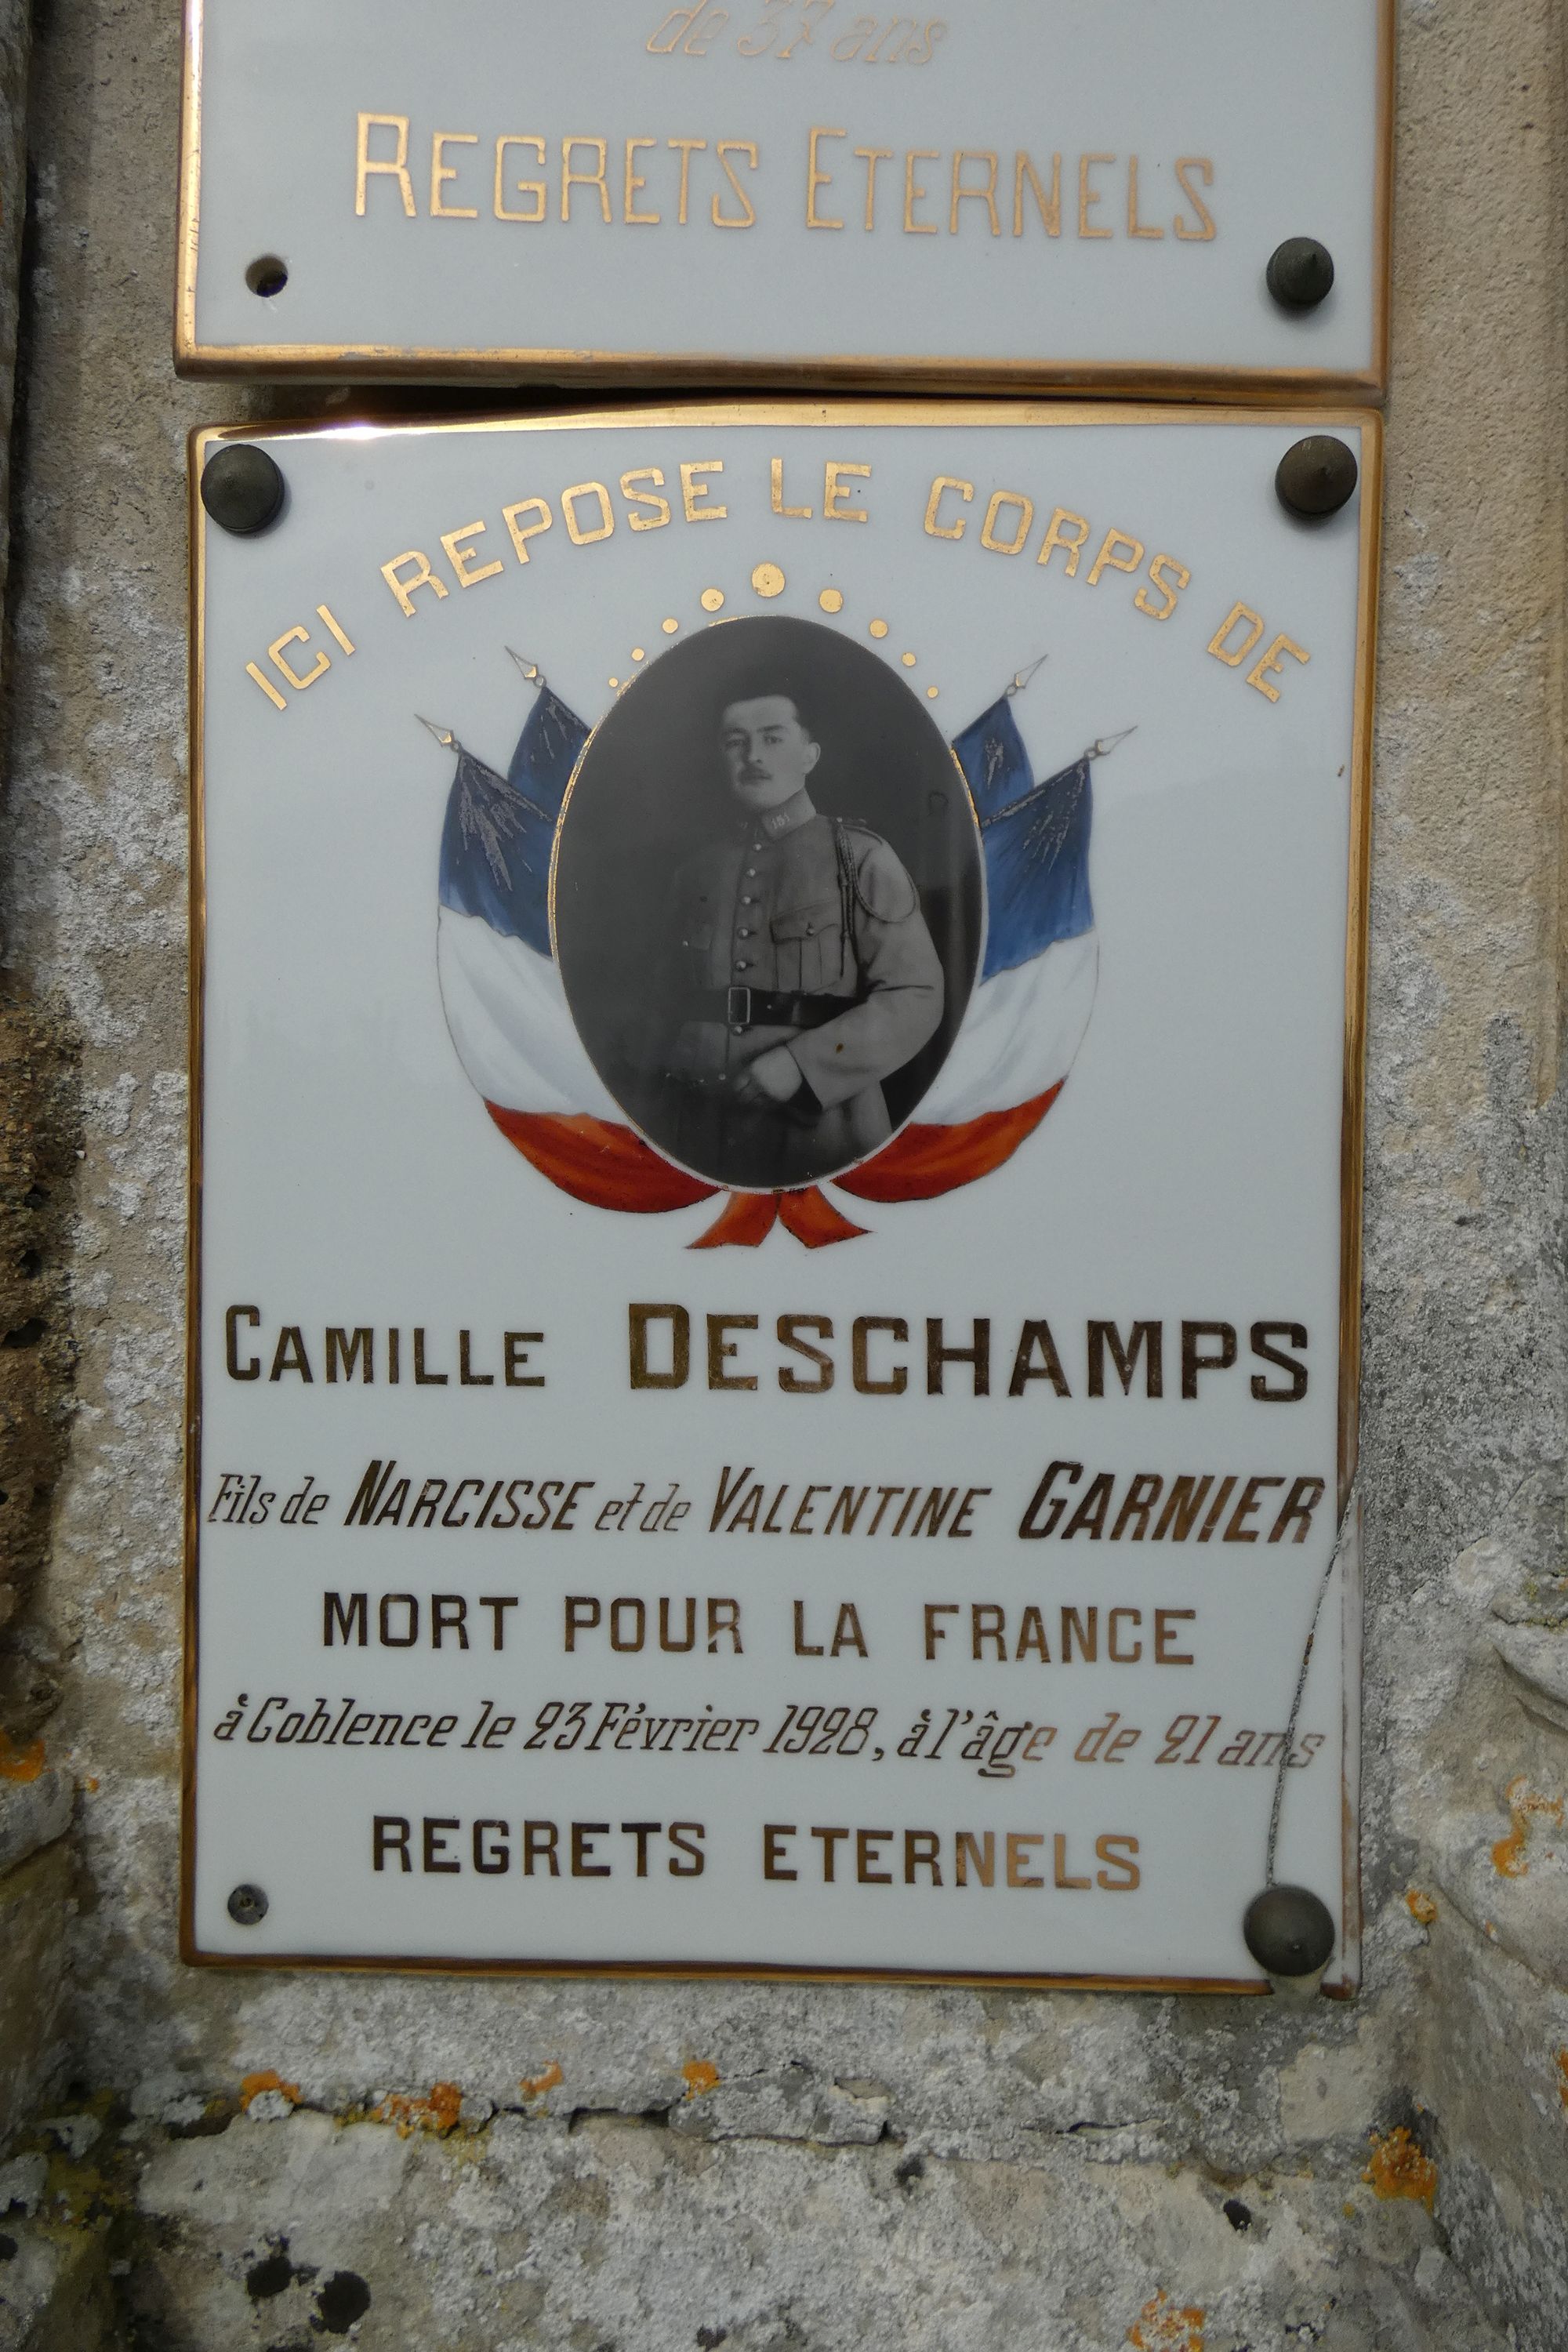 de 37 ans
REGRETS ETERNELS
ICI REPOSE LE CORPS DE
151
CAMILLE DESCHAMPS
Fils de NARCISSE et de VALENTINE GARNIER
MORT POUR LA FRANCE
à Coblence le 23 Février 1928, à l'âge de 21 ans
REGRETS ETERNELS